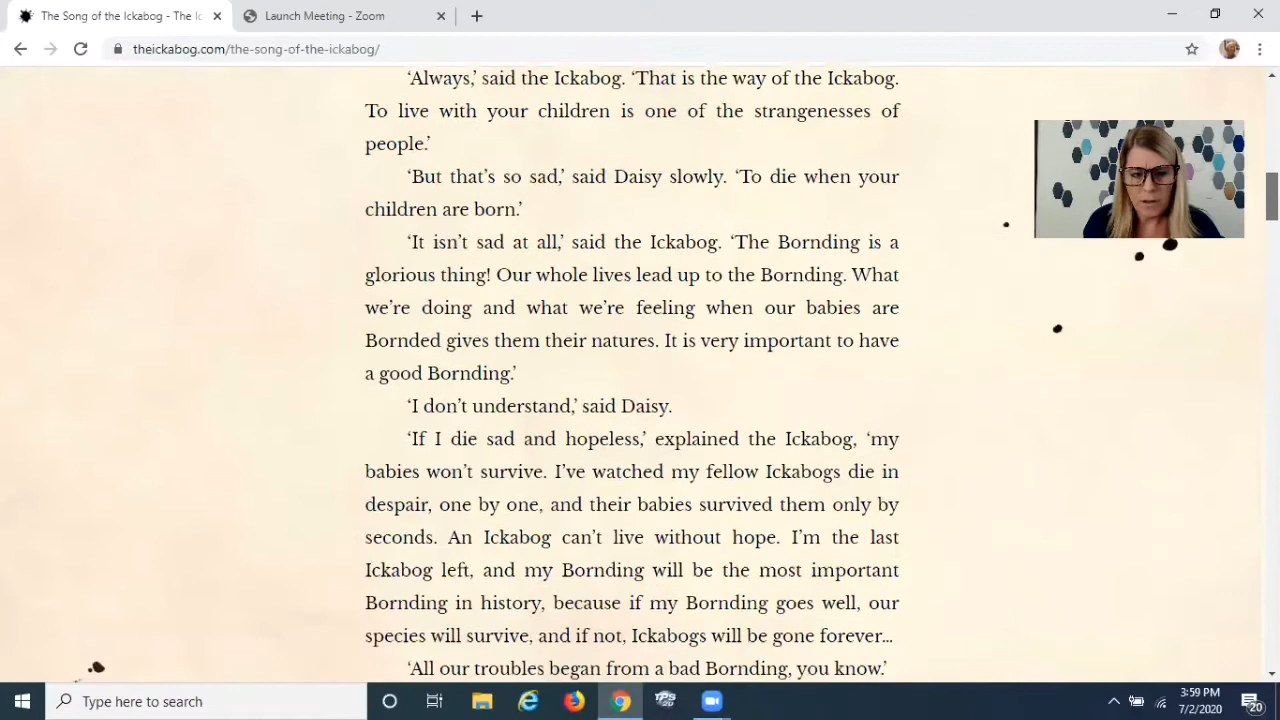 The Song of the Ickabog - The Ic
Launch Meeting - Zoom
theickabog.com/the-song-of-the-ickabog/
‘Always,’ said the Ickabog. ‘That is the way of the Ickabog.
To live with your children is one of the strangenesses of
people.’
‘But that’s so sad,’ said Daisy slowly. ‘To die when your
children are born.’
‘It isn’t sad at all,’ said the Ickabog. ‘The Bornding is a
glorious thing! Our whole lives lead up to the Bornding. What
we’re doing and what we’re feeling when our babies are
Bornded gives them their natures. It is very important to have
a good Bornding.’
‘I don’t understand,’ said Daisy.
‘If I die sad and hopeless,’ explained the Ickabog, ‘my
babies won’t survive. I’ve watched my fellow Ickabogs die in
despair, one by one, and their babies survived them only by
seconds. An Ickabog can’t live without hope. I’m the last
Ickabog left, and my Bornding will be the most important
Bornding in history, because if my Bornding goes well, our
species will survive, and if not, Ickabogs will be gone forever…
‘All our troubles began from a bad Bornding, you know.’
Type here to search
TPS
3:59 PM
7/2/2020
20